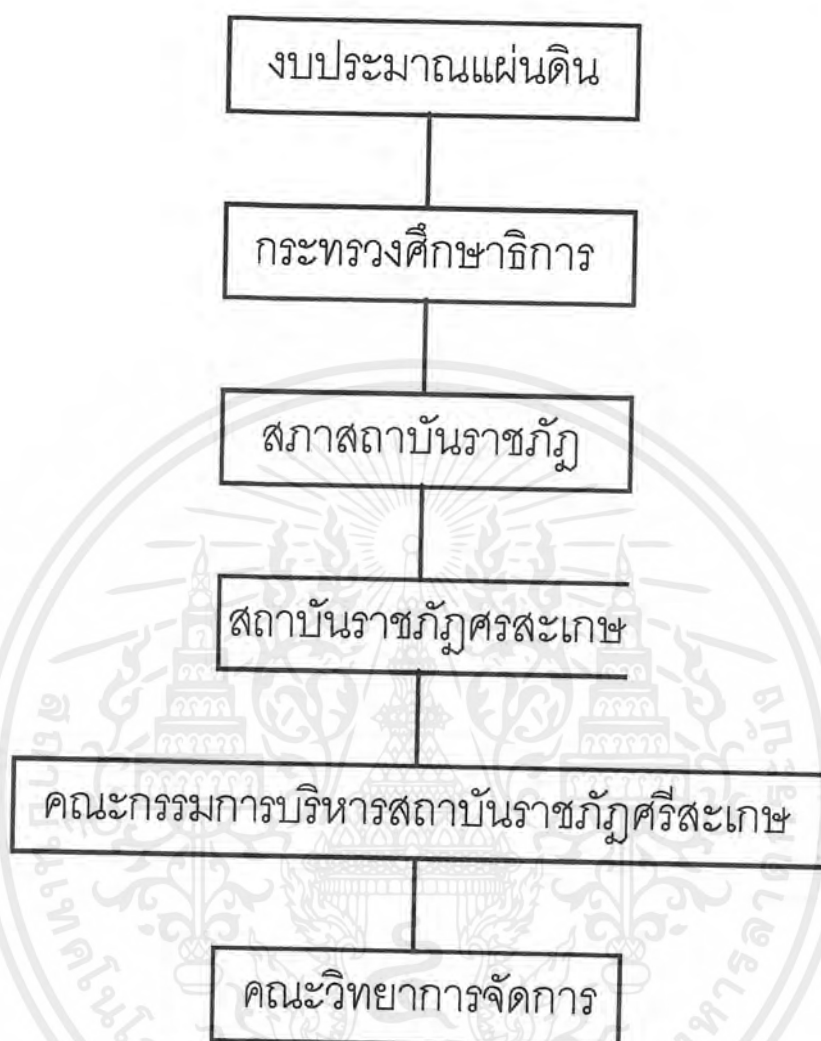 งบประมาณแผ่นดิน
กระทรวงศึกษาธิการ
สภาสถาบันราชภัฏ
สถาบันราชภัฏศรสะเกษ
คณะกรรมการบริหารสถาบันราชภัฏศรีสะเกษ
คณะวิทยาการจัดการ